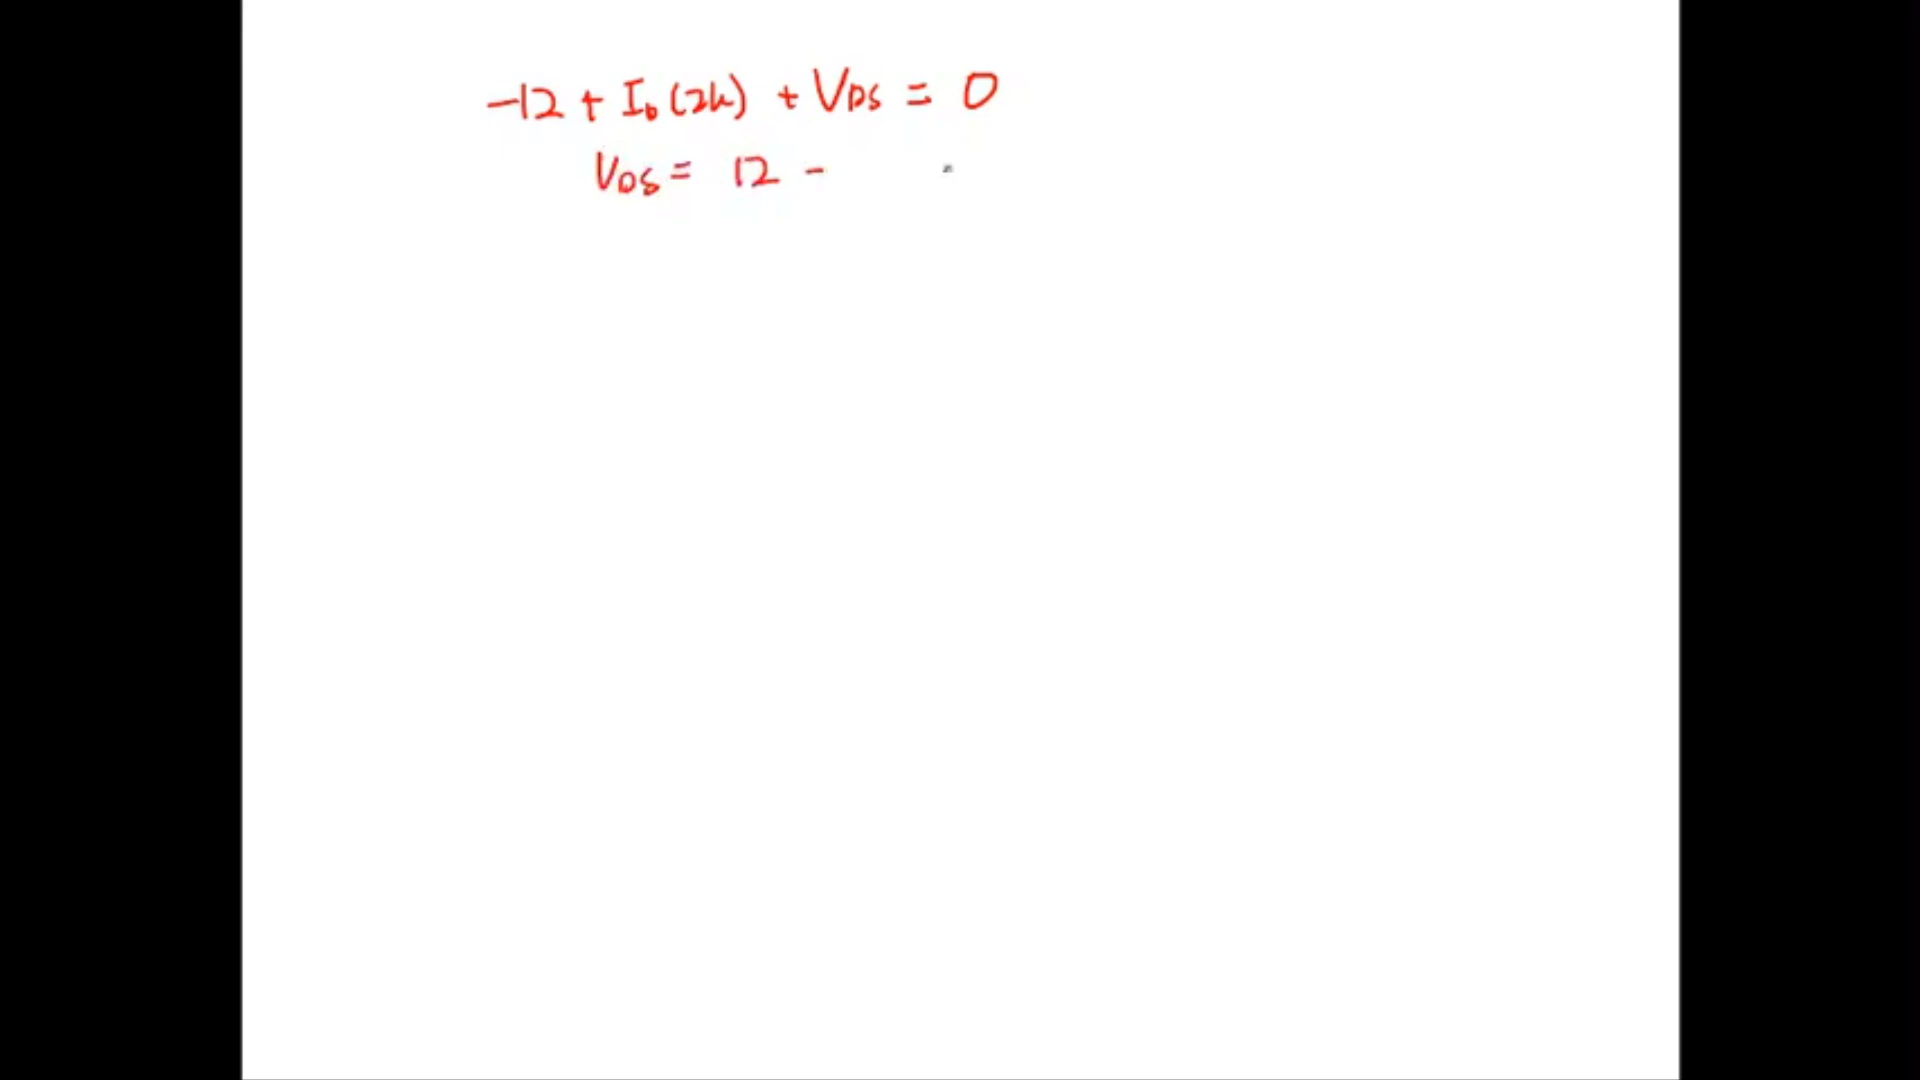 -12 + I_D (2k) + V_DS = 0
V_DS = 12 -